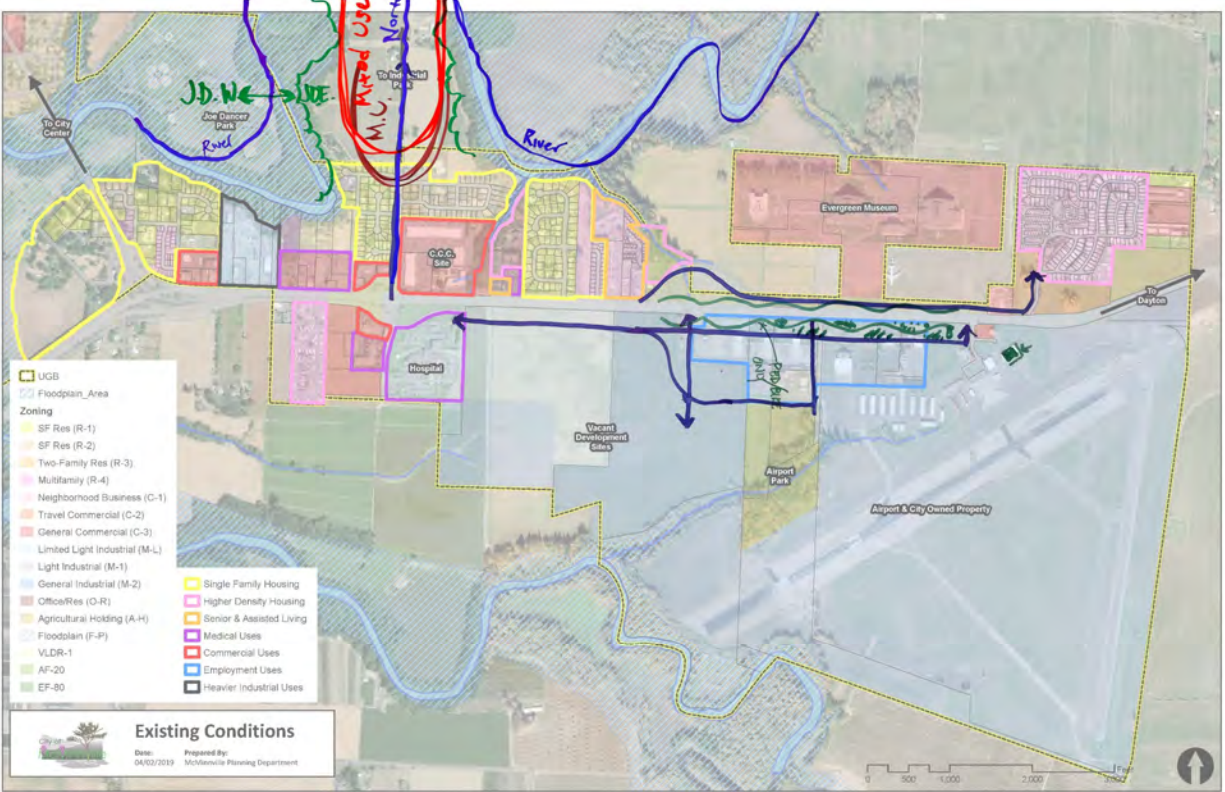 Mixed Use
North
M.C.
To Industrial
Park
J.D.W
JOE
To City
Center
Joe Dancer
Park
River
River
Evergreen Museum
C.C.C.
Site
To
Dayton
Hospital
PED/BIKE
ONLY
Vacant
Development
Sites
Airport
Park
Airport & City Owned Property
UGB
Floodplain_Area
Zoning
SF Res (R-1)
SF Res (R-2)
Two-Family Res (R-3)
Multifamily (R-4)
Neighborhood Business (C-1)
Travel Commercial (C-2)
General Commercial (C-3)
Limited Light Industrial (M-L)
Light Industrial (M-1)
General Industrial (M-2)
Office/Res (O-R)
Agricultural Holding (A-H)
Floodplain (F-P)
VLDR-1
AF-20
EF-80
Single Family Housing
Higher Density Housing
Senior & Assisted Living
Medical Uses
Commercial Uses
Employment Uses
Heavier Industrial Uses
Existing Conditions
Date: Prepared By:
04/02/2019 McMinnville Planning Department
Feet
0 500 1,000 2,000 3,000